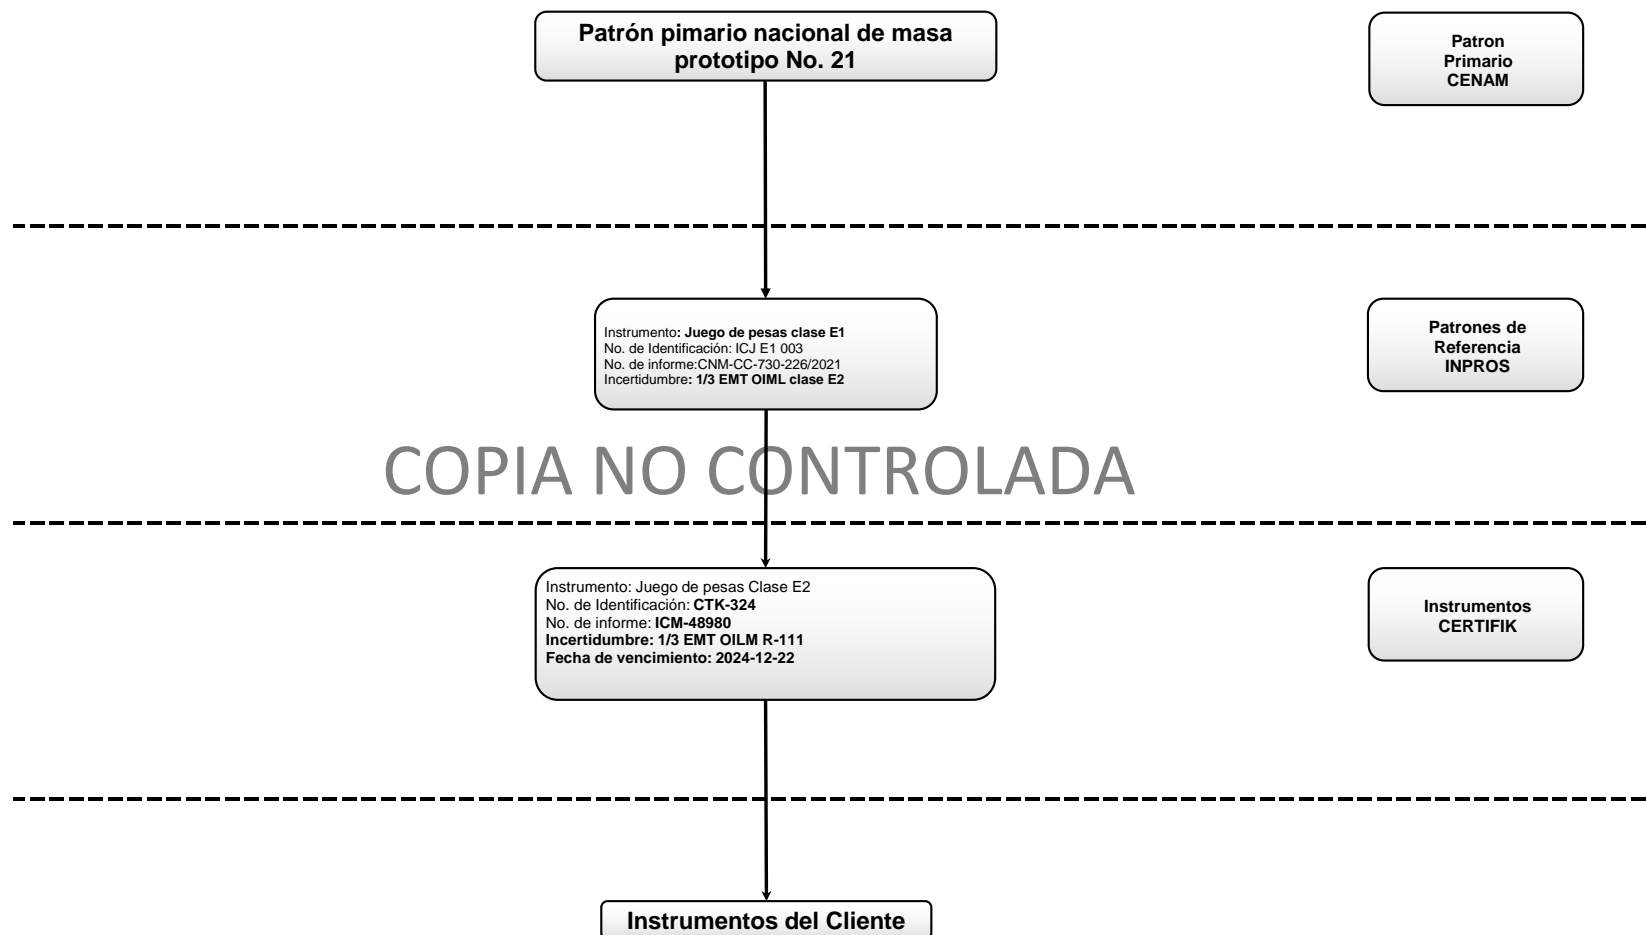 Patrón pimario nacional de masa
prototipo No. 21
Patron
Primario
CENAM
Instrumento: Juego de pesas clase E1
No. de Identificación: ICJ E1 003
No. de informe:CNM-CC-730-226/2021
Incertidumbre: 1/3 EMT OIML clase E2
Patrones de
Referencia
INPROS
COPIA NO CONTROLADA
Instrumento: Juego de pesas Clase E2
No. de Identificación: CTK-324
No. de informe: ICM-48980
Incertidumbre: 1/3 EMT OILM R-111
Fecha de vencimiento: 2024-12-22
Instrumentos
CERTIFIK
Instrumentos del Cliente